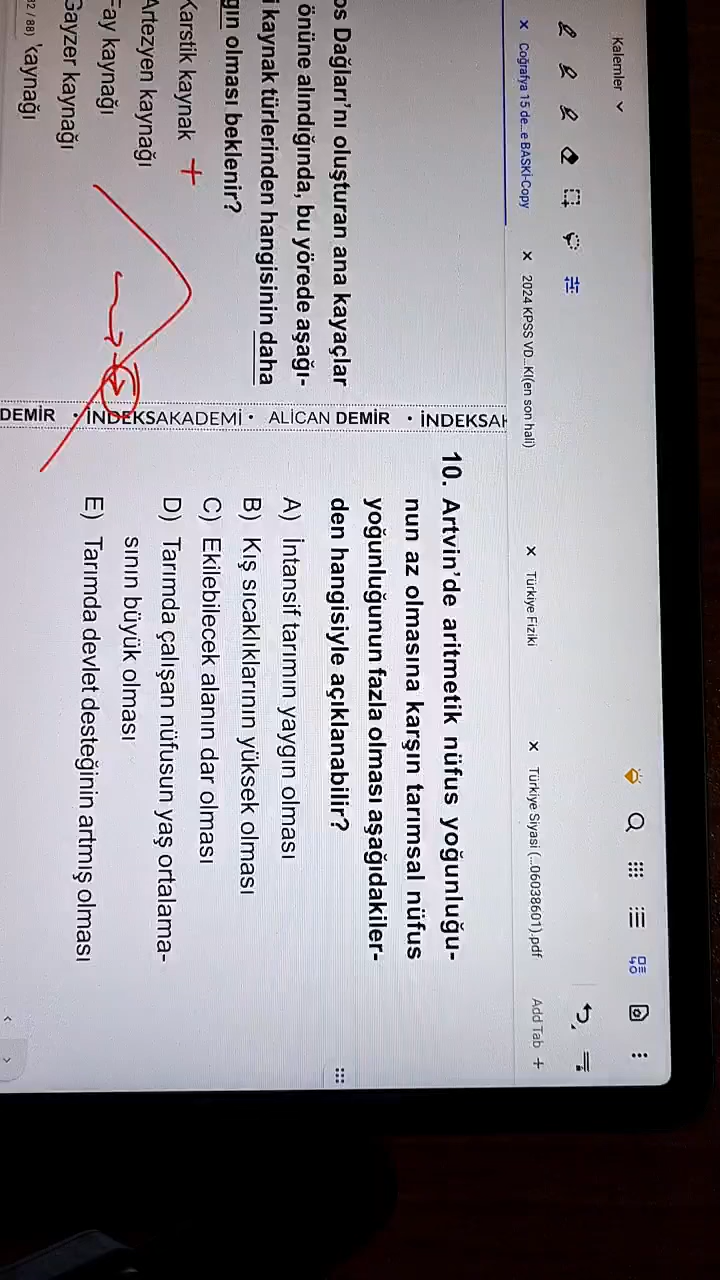 Kalemler
× Coğrafya 15 de...e BASKİ-Copy
× 2024 KPSS VD...Kİ(en son hali)
× Türkiye Fiziki
× Türkiye Siyasi (...06038601).pdf
Add Tab +
os Dağları'nı oluşturan ana kayaçlar
önüne alındığında, bu yörede aşağı-
i kaynak türlerinden hangisinin daha
gın olması beklenir?
Karstik kaynak +
Artezyen kaynağı
Fay kaynağı
Gayzer kaynağı
kaynağı
/ 88)
DEMİR • İNDEKSAKADEMİ • ALİCAN DEMİR • İNDEKSAK
10. Artvin'de aritmetik nüfus yoğunluğu-
nun az olmasına karşın tarımsal nüfus
yoğunluğunun fazla olması aşağıdakiler-
den hangisiyle açıklanabilir?
A) İntansif tarımın yaygın olması
B) Kış sıcaklıklarının yüksek olması
C) Ekilebilecek alanın dar olması
D) Tarımda çalışan nüfusun yaş ortalama-
sının büyük olması
E) Tarımda devlet desteğinin artmış olması